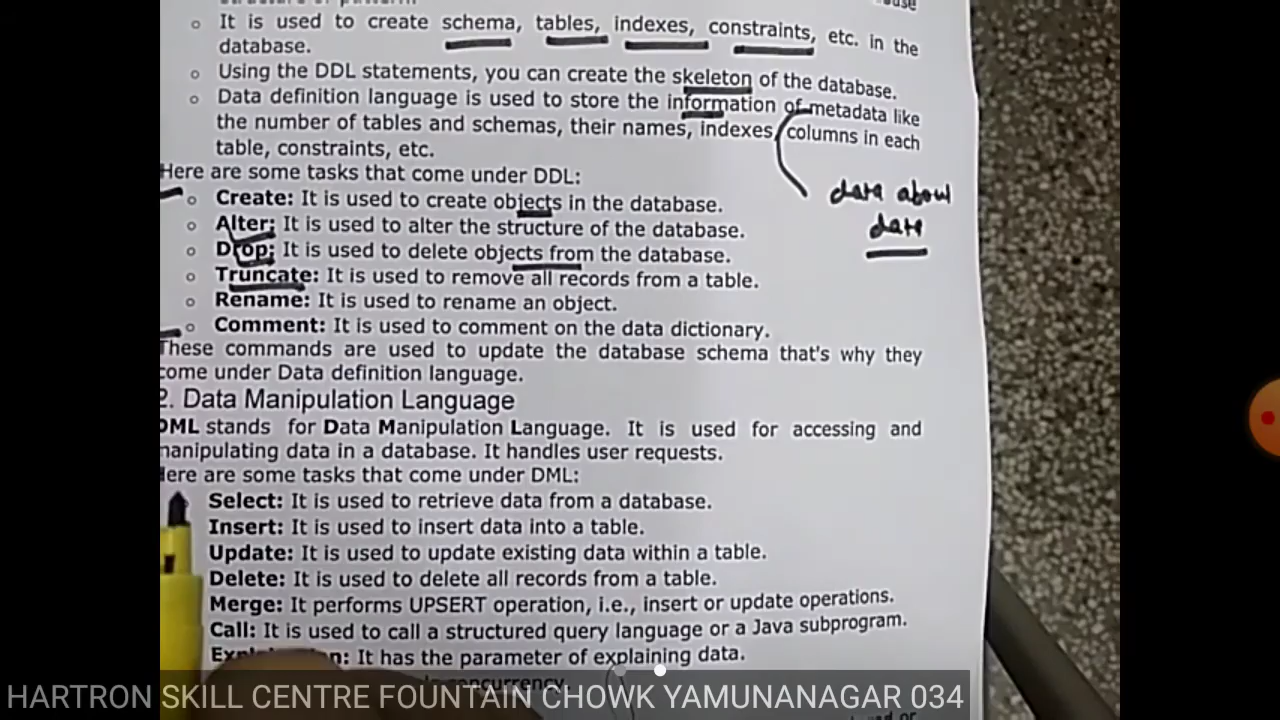 It is used to create schema, tables, indexes, constraints, etc. in the
database.
Using the DDL statements, you can create the skeleton of the database.
Data definition language is used to store the information of metadata like
the number of tables and schemas, their names, indexes, columns in each
table, constraints, etc.
Here are some tasks that come under DDL:
Create: It is used to create objects in the database.
Alter: It is used to alter the structure of the database.
Drop: It is used to delete objects from the database.
Truncate: It is used to remove all records from a table.
Rename: It is used to rename an object.
Comment: It is used to comment on the data dictionary.
data about
data
These commands are used to update the database schema that's why they
come under Data definition language.
2. Data Manipulation Language
DML stands for Data Manipulation Language. It is used for accessing and
manipulating data in a database. It handles user requests.
Here are some tasks that come under DML:
Select: It is used to retrieve data from a database.
Insert: It is used to insert data into a table.
Update: It is used to update existing data within a table.
Delete: It is used to delete all records from a table.
Merge: It performs UPSERT operation, i.e., insert or update operations.
Call: It is used to call a structured query language or a Java subprogram.
It has the parameter of explaining data.
concurrency.
HARTRON SKILL CENTRE FOUNTAIN CHOWK YAMUNANAGAR 034